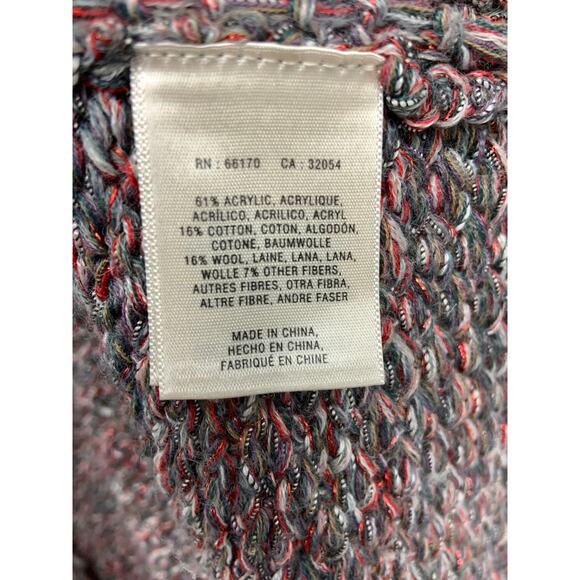 RN : 66170 CA : 32054
61% ACRYLIC, ACRYLIQUE,
ACRÍLICO, ACRILICO, ACRYL
16% COTTON, COTON, ALGODÓN,
COTONE, BAUMWOLLE
16% WOOL, LAINE, LANA, LANA,
WOLLE 7% OTHER FIBERS,
AUTRES FIBRES, OTRA FIBRA,
ALTRE FIBRE, ANDRE FASER
MADE IN CHINA,
HECHO EN CHINA,
FABRIQUÉ EN CHINE